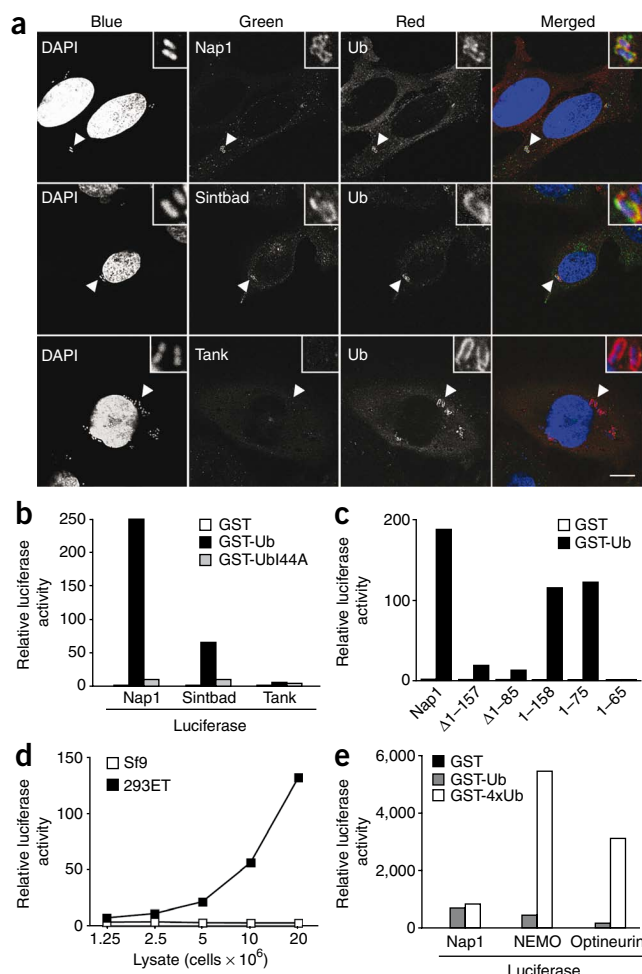 a
Blue Green Red Merged
DAPI Nap1 Ub
DAPI Sintbad Ub
DAPI Tank Ub
b
Relative luciferase activity
250
200
150
100
50
0
GST
GST-Ub
GST-UbI44A
Nap1 Sintbad Tank
Luciferase
c
Relative luciferase activity
200
100
0
GST
GST-Ub
Nap1 Δ1–157 Δ1–85 1–158 1–75 1–65
d
Relative luciferase activity
150
100
50
0
Sf9
293ET
1.25 2.5 5 10 20
Lysate (cells × 10⁶)
e
Relative luciferase activity
6,000
4,000
2,000
0
GST
GST-Ub
GST-4xUb
Nap1 NEMO Optineurin
Luciferase